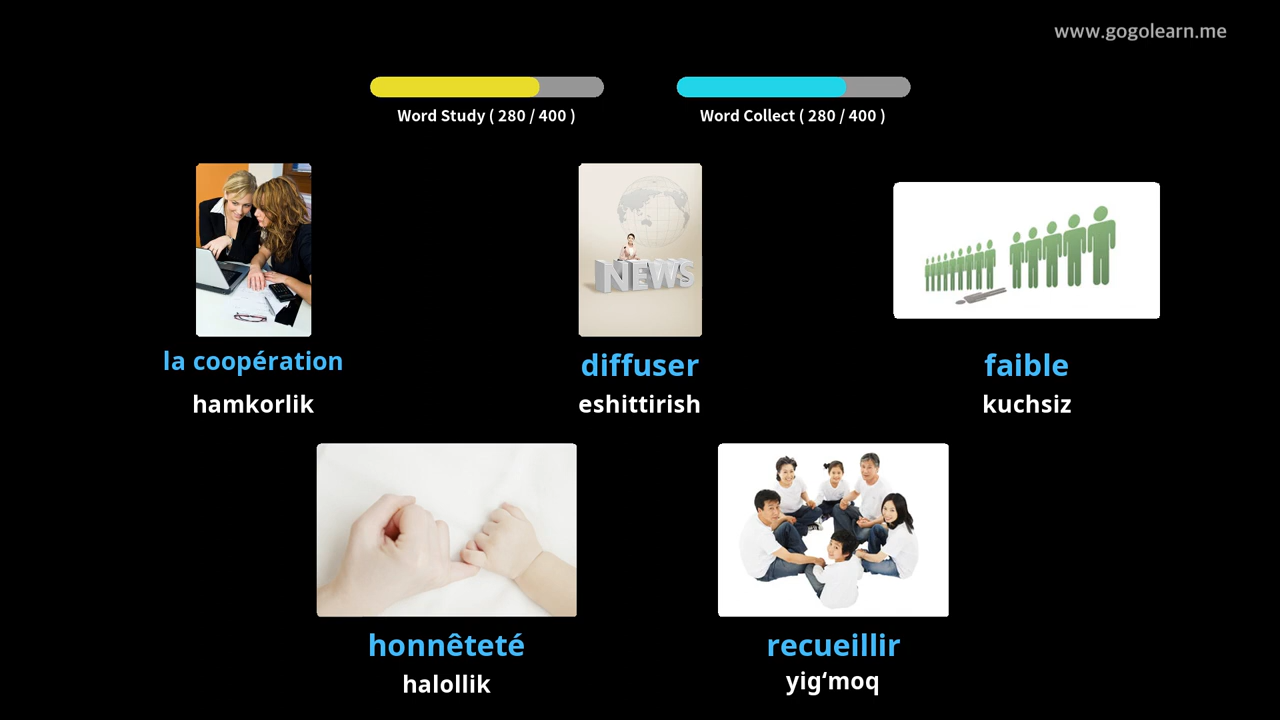 www.gogolearn.me
Word Study ( 280 / 400 )
Word Collect ( 280 / 400 )
NEWS
la coopération
diffuser
faible
hamkorlik
eshittirish
kuchsiz
honnêteté
recueillir
halollik
yig‘moq